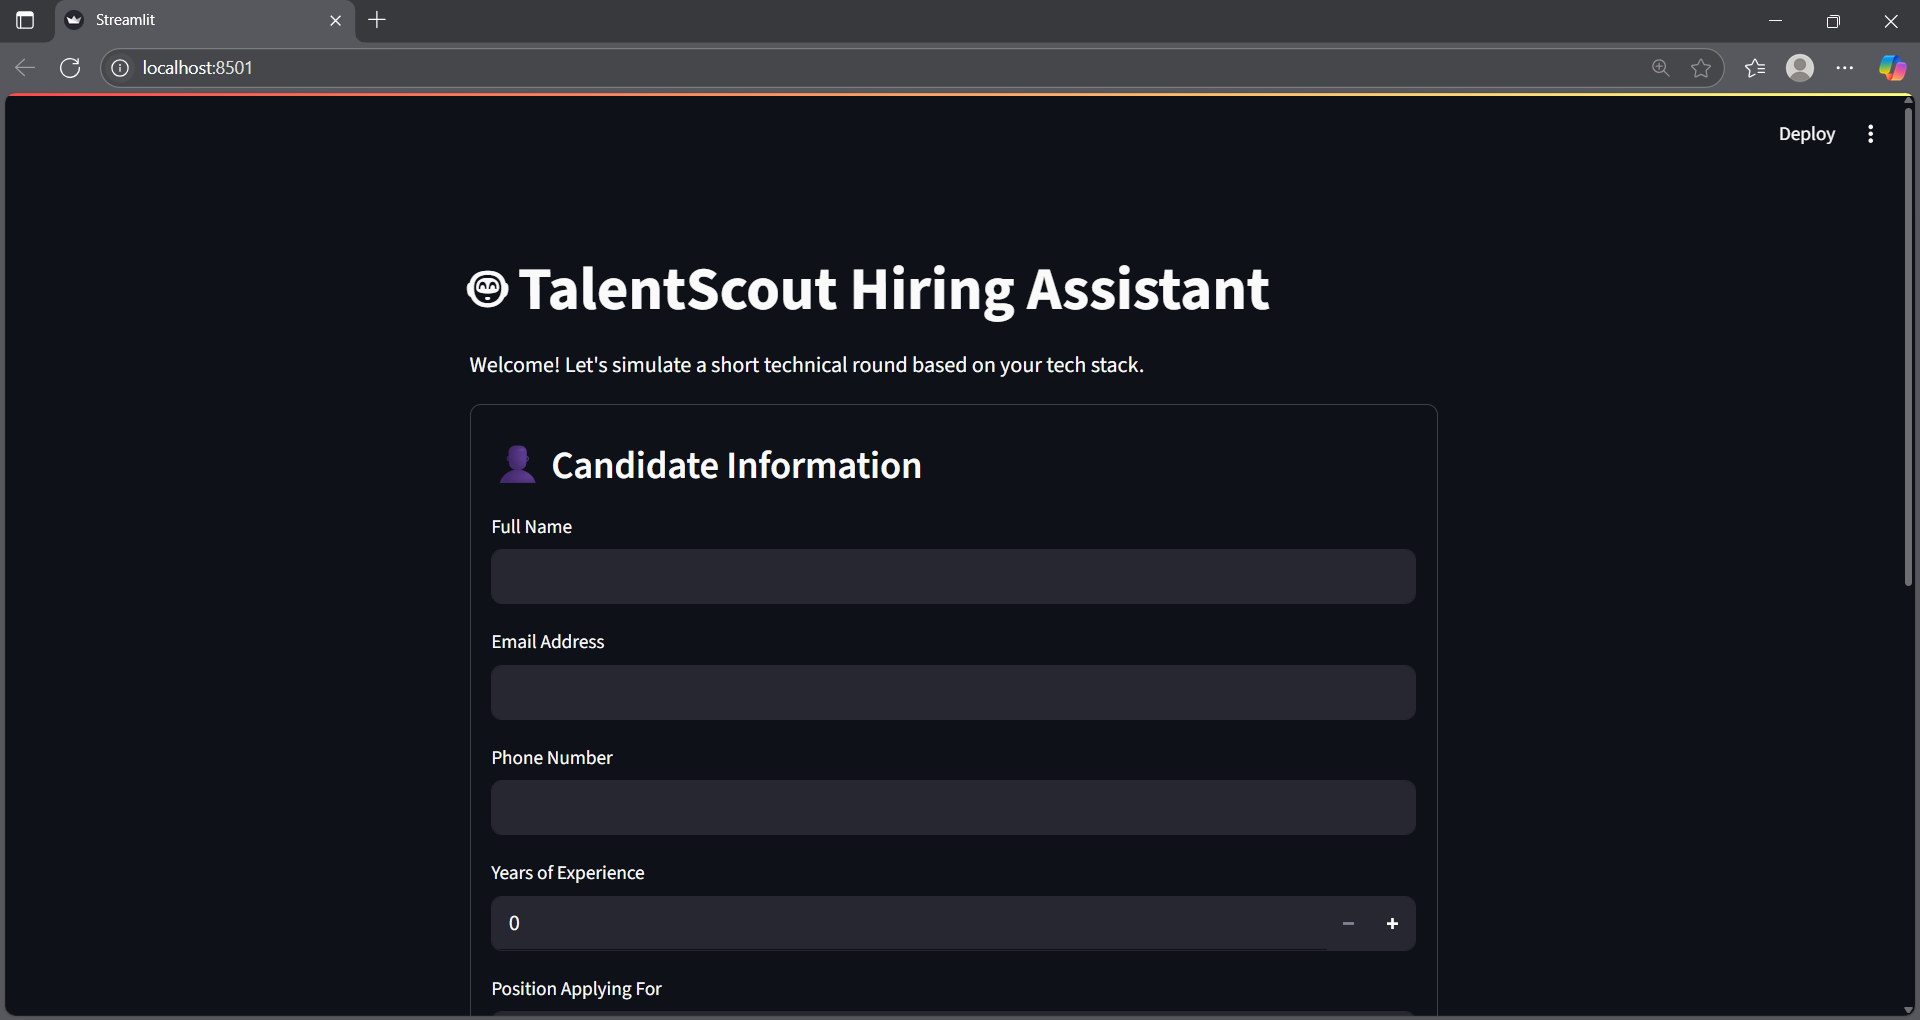 Streamlit
localhost:8501
Deploy
TalentScout Hiring Assistant
Welcome! Let's simulate a short technical round based on your tech stack.
Candidate Information
Full Name
Email Address
Phone Number
Years of Experience
0
Position Applying For